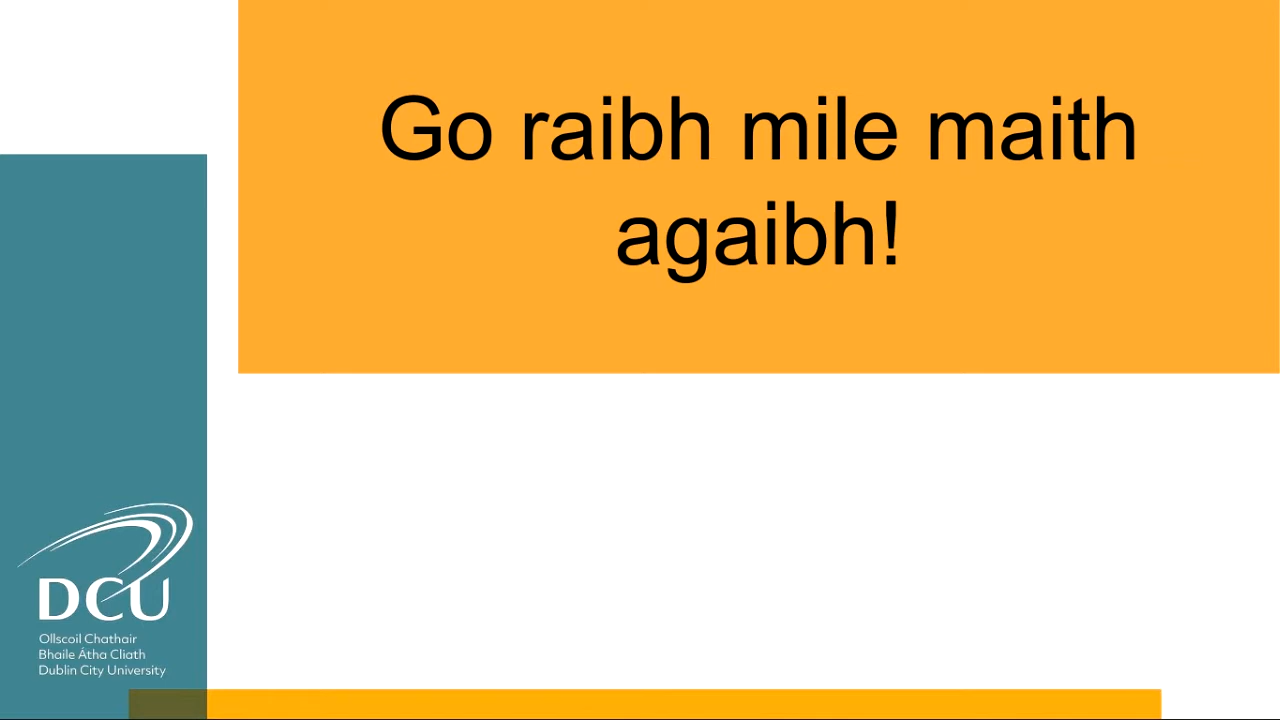 Go raibh mile maith
agaibh!
DCU
Ollscoil Chathair
Bhaile Átha Cliath
Dublin City University